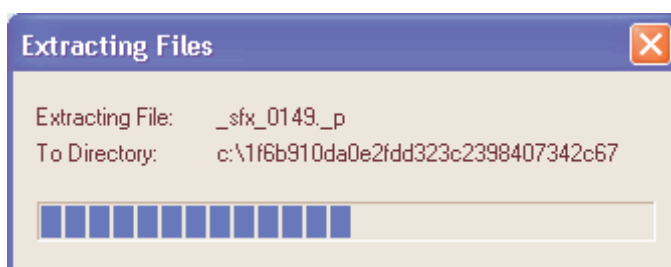 Extracting Files
Extracting File: _sfx_0149._p
To Directory: c:\1f6b910da0e2fdd323c2398407342c67